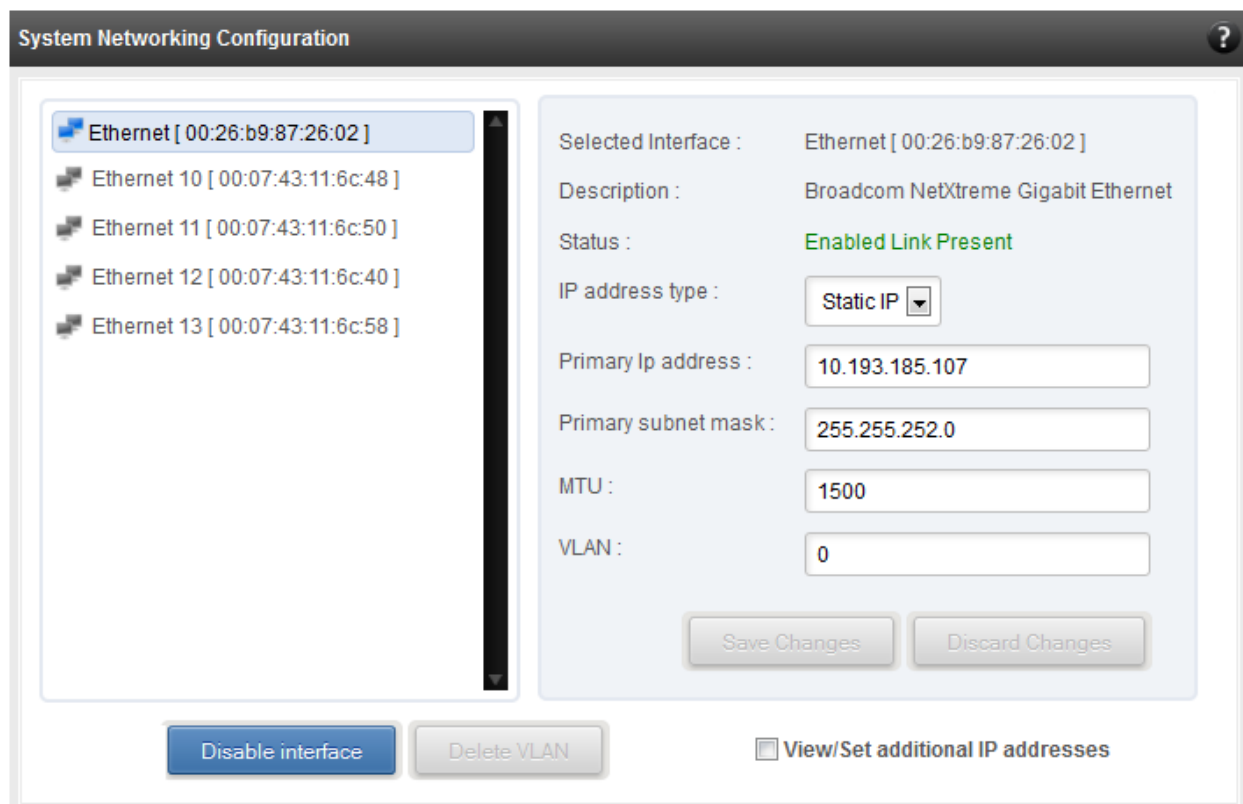 System Networking Configuration
?
Ethernet [ 00:26:b9:87:26:02 ]
Ethernet 10 [ 00:07:43:11:6c:48 ]
Ethernet 11 [ 00:07:43:11:6c:50 ]
Ethernet 12 [ 00:07:43:11:6c:40 ]
Ethernet 13 [ 00:07:43:11:6c:58 ]
Selected Interface : Ethernet [ 00:26:b9:87:26:02 ]
Description : Broadcom NetXtreme Gigabit Ethernet
Status : Enabled Link Present
IP address type : Static IP
Primary Ip address : 10.193.185.107
Primary subnet mask : 255.255.252.0
MTU : 1500
VLAN : 0
Save Changes Discard Changes
Disable interface Delete VLAN View/Set additional IP addresses